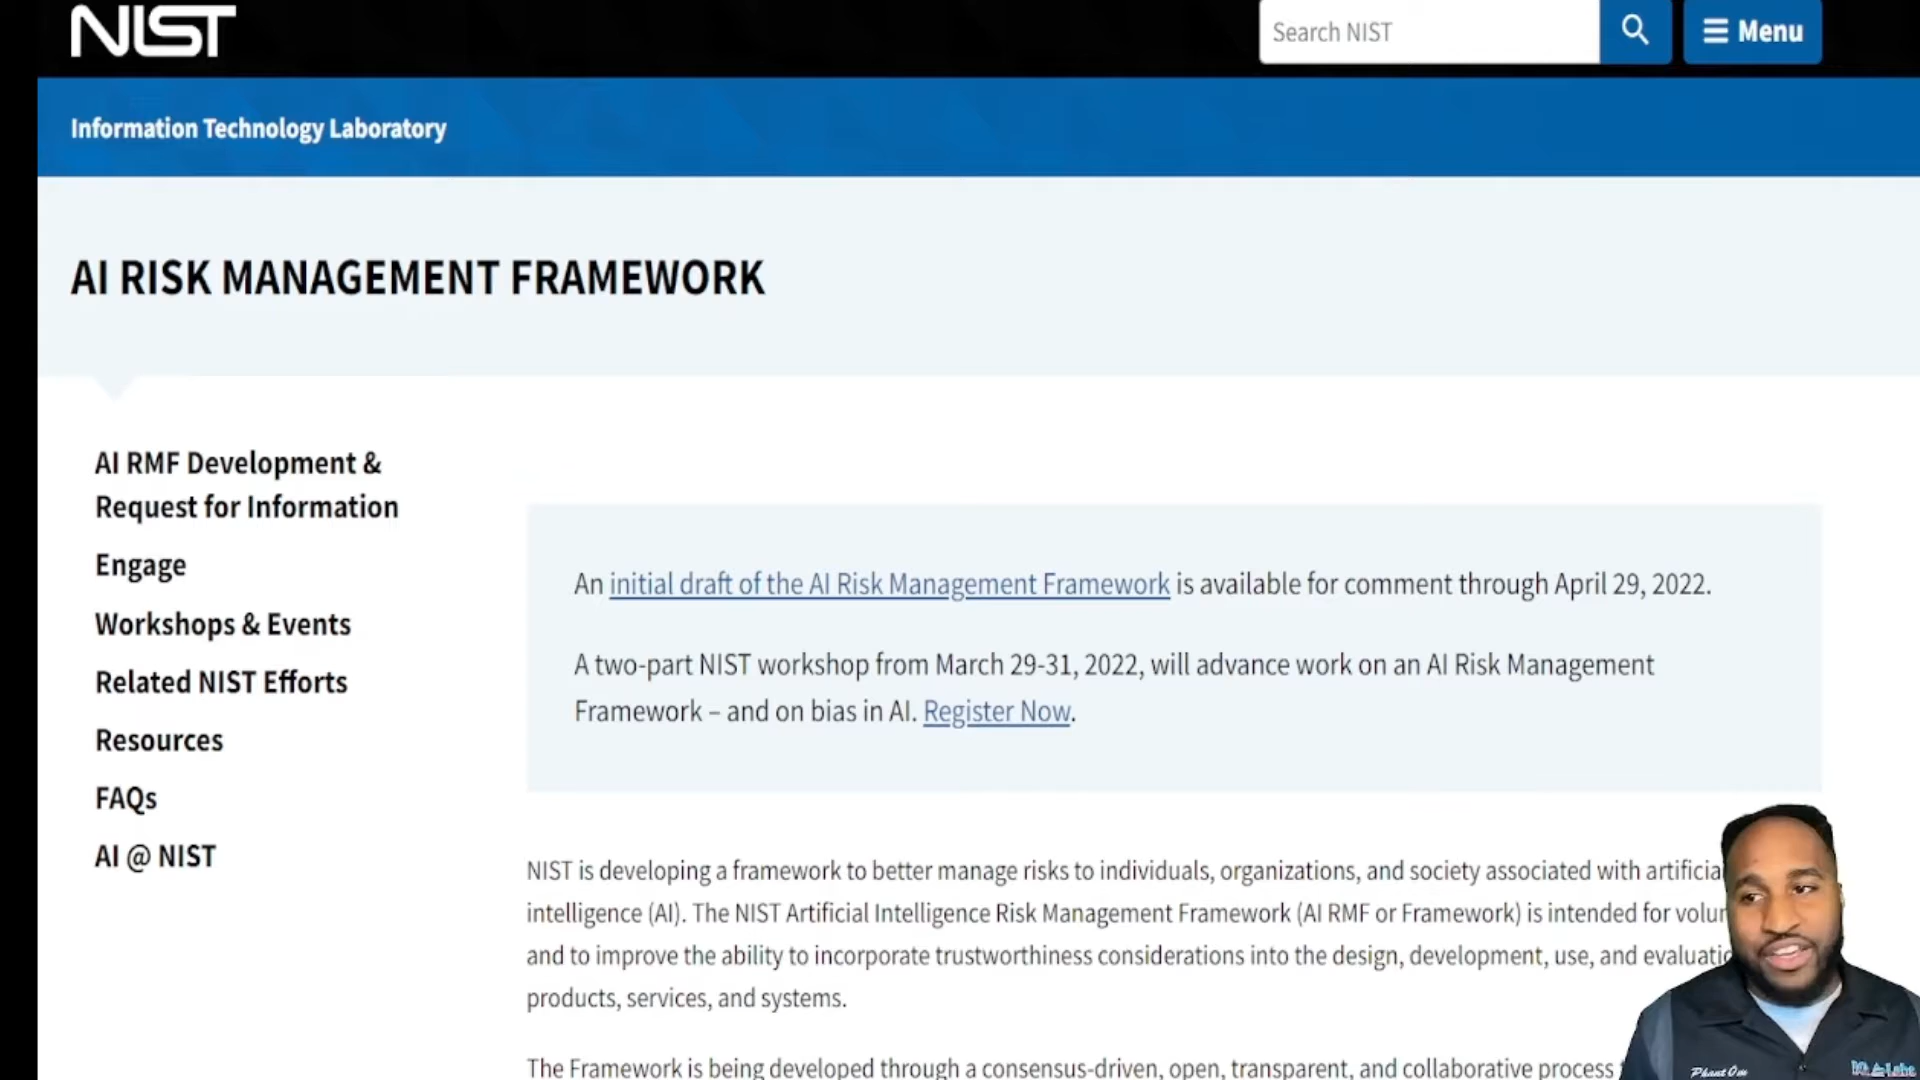 NIST
Search NIST
Menu
Information Technology Laboratory
AI RISK MANAGEMENT FRAMEWORK
AI RMF Development &
Request for Information
Engage
Workshops & Events
Related NIST Efforts
Resources
FAQs
AI @ NIST
An initial draft of the AI Risk Management Framework is available for comment through April 29, 2022.
A two-part NIST workshop from March 29-31, 2022, will advance work on an AI Risk Management
Framework – and on bias in AI. Register Now.
NIST is developing a framework to better manage risks to individuals, organizations, and society associated with
intelligence (AI). The NIST Artificial Intelligence Risk Management Framework (AI RMF or Framework) is intended for
and to improve the ability to incorporate trustworthiness considerations into the design, development, use, and
products, services, and systems.
The Framework is being developed through a consensus-driven, open, transparent, and collaborative process